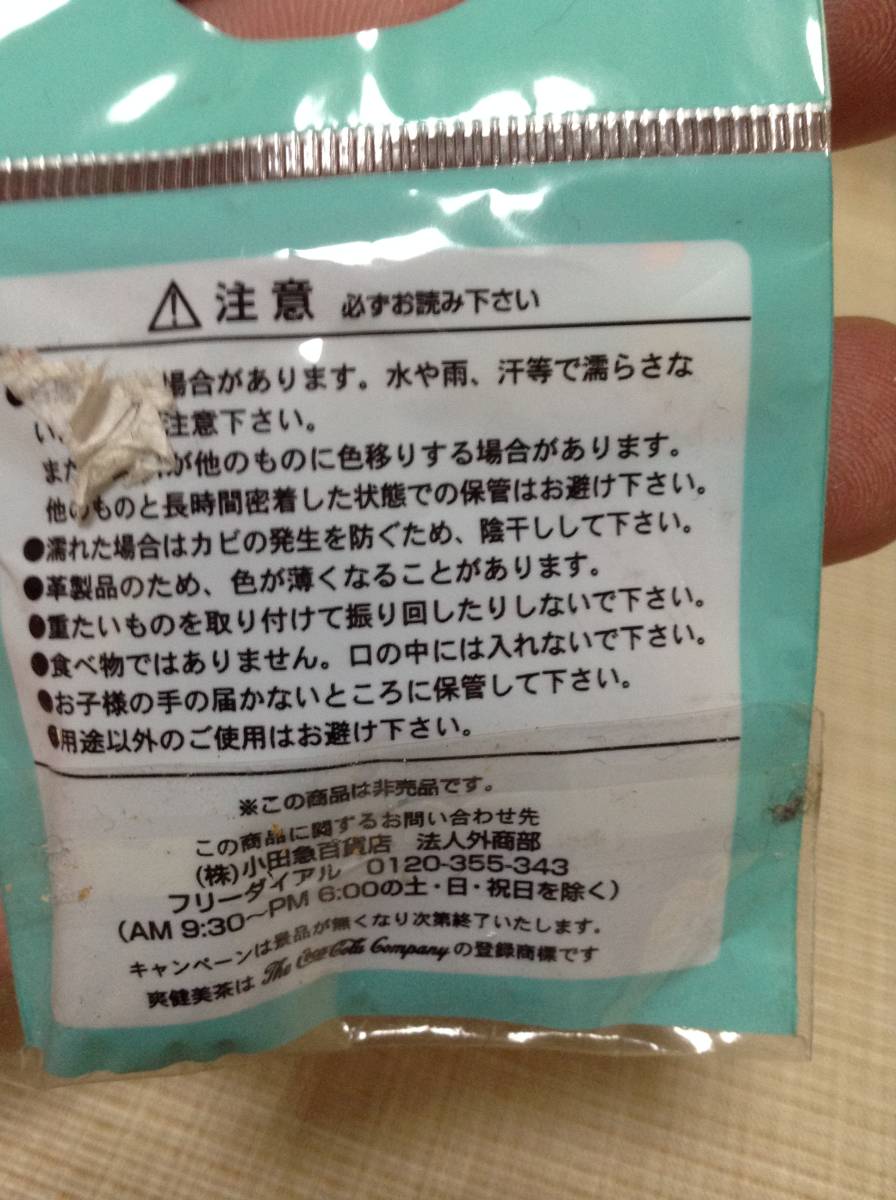 注意 必ずお読み下さい
場合があります。水や雨、汗等で濡らさな
い 注意下さい。
また が他のものに色移りする場合があります。
他のものと長時間密着した状態での保管はお避け下さい。
●濡れた場合はカビの発生を防ぐため、陰干しして下さい。
●革製品のため、色が薄くなることがあります。
●重たいものを取り付けて振り回したりしないで下さい。
●食べ物ではありません。口の中には入れないで下さい。
●お子様の手の届かないところに保管して下さい。
●用途以外のご使用はお避け下さい。
※この商品は非売品です。
この商品に関するお問い合わせ先
(株)小田急百貨店 法人外商部
フリーダイアル 0120-355-343
(AM 9:30〜PM 6:00の土・日・祝日を除く)
キャンペーンは景品が無くなり次第終了いたします。
爽健美茶は The Coca-Cola Company の登録商標です